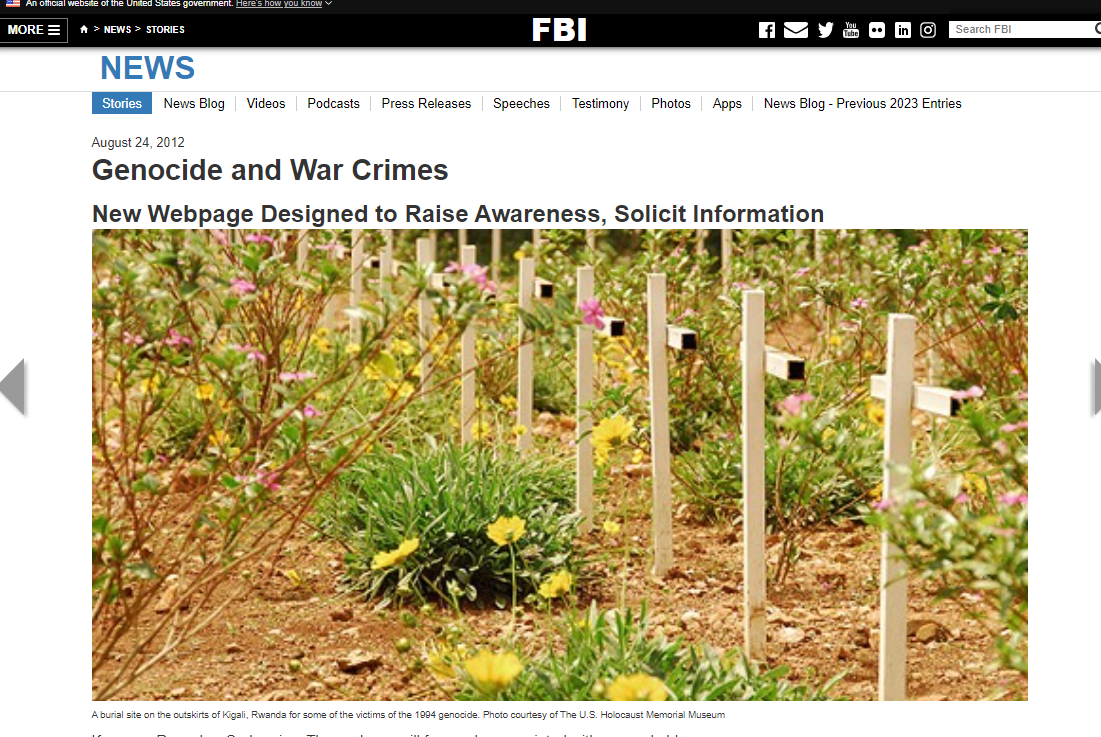 An official website of the United States government. Here's how you know
MORE
> NEWS > STORIES
FBI
You Tube
in
Search FBI
NEWS
Stories
News Blog
Videos
Podcasts
Press Releases
Speeches
Testimony
Photos
Apps
News Blog - Previous 2023 Entries
August 24, 2012
Genocide and War Crimes
New Webpage Designed to Raise Awareness, Solicit Information
A burial site on the outskirts of Kigali, Rwanda for some of the victims of the 1994 genocide. Photo courtesy of The U.S. Holocaust Memorial Museum